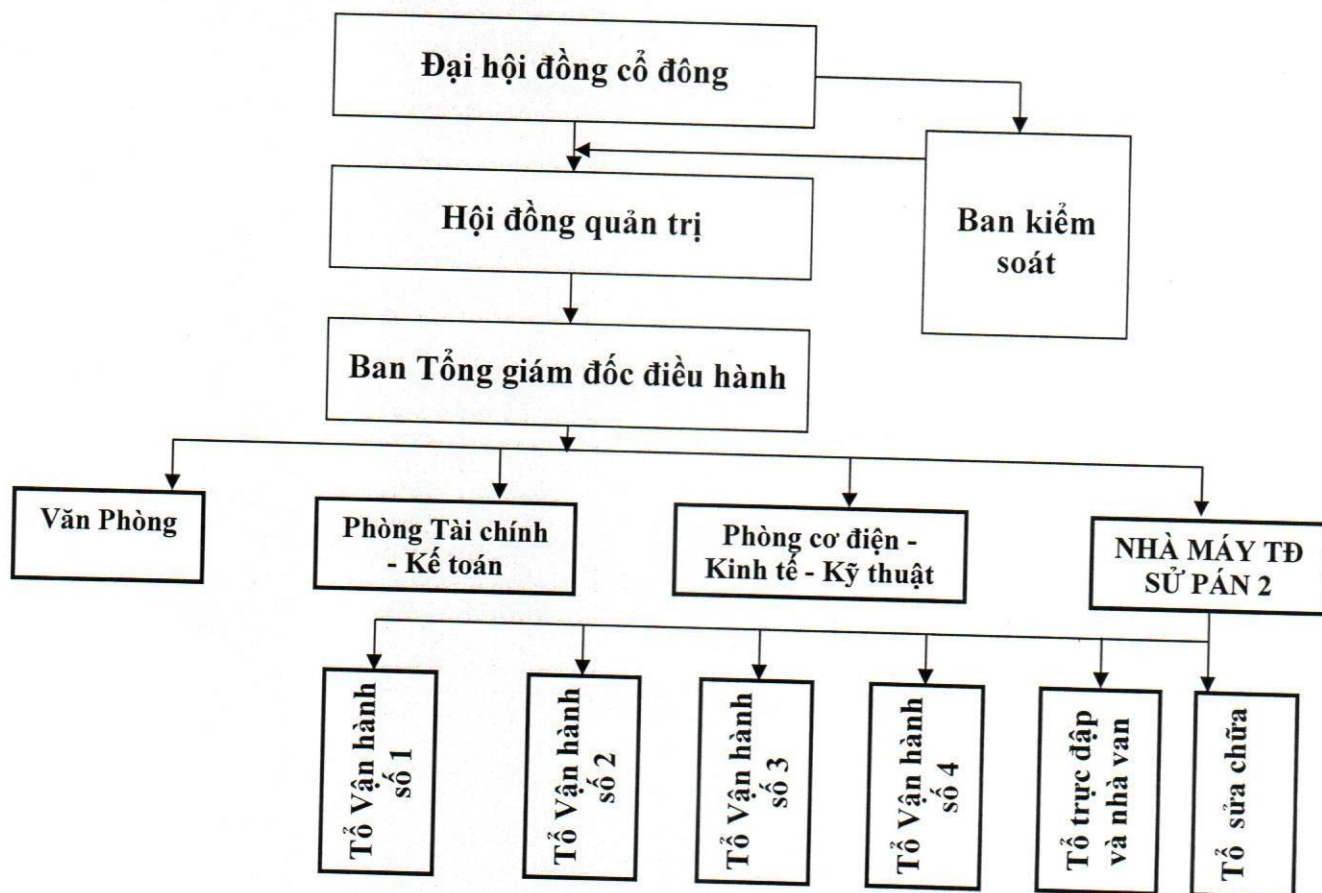 Đại hội đồng cổ đông
Hội đồng quản trị
Ban kiểm
soát
Ban Tổng giám đốc điều hành
Văn Phòng
Phòng Tài chính
- Kế toán
Phòng cơ điện -
Kinh tế - Kỹ thuật
NHÀ MÁY TĐ
SỬ PÁN 2
Tổ Vận hành
số 1
Tổ Vận hành
số 2
Tổ Vận hành
số 3
Tổ Vận hành
số 4
Tổ trực đập
và nhà van
Tổ sửa chữa